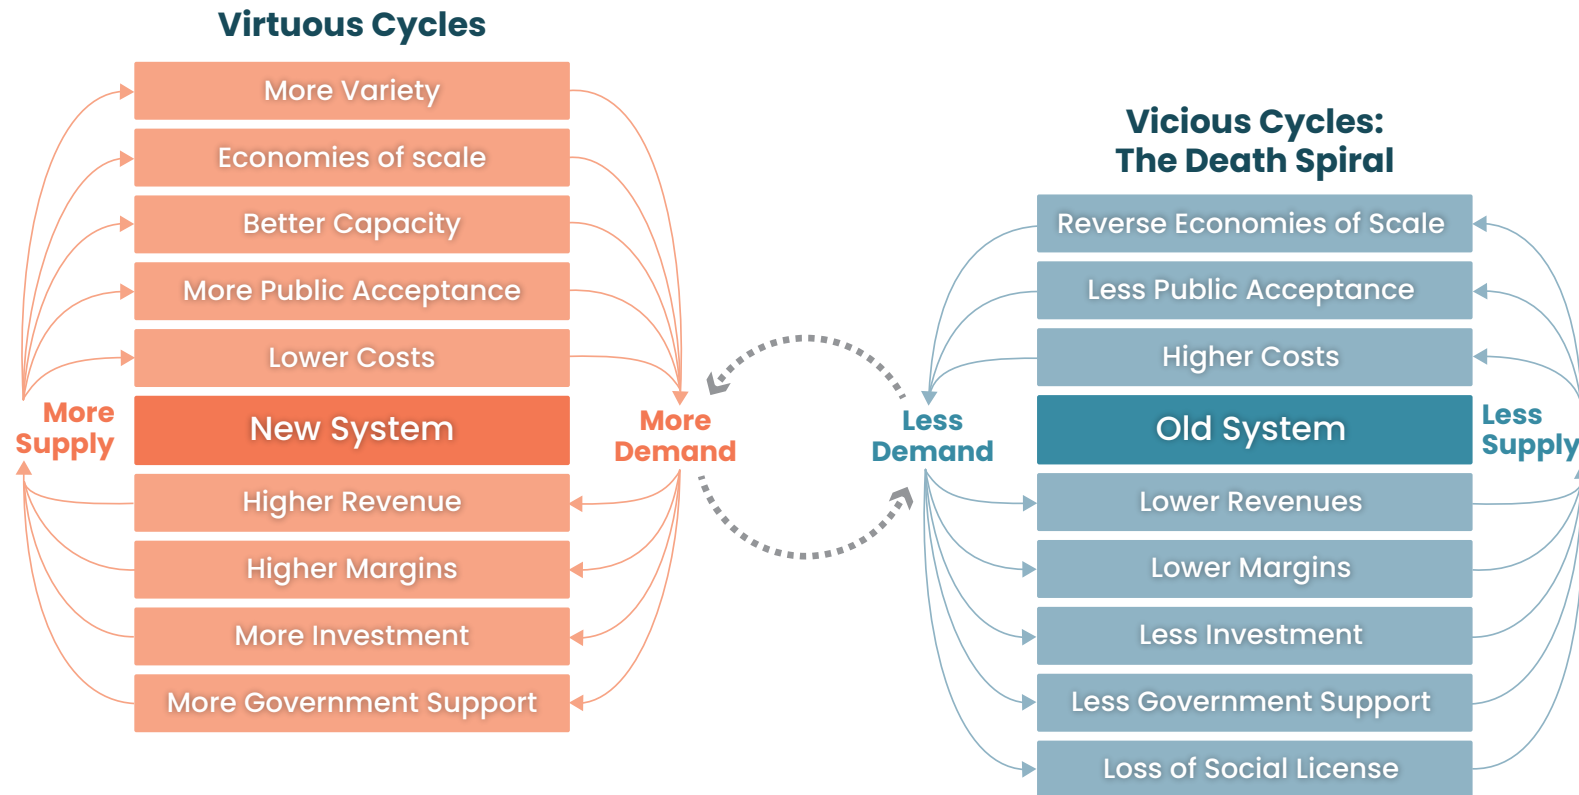 Virtuous Cycles
More Variety
Economies of scale
Better Capacity
More Public Acceptance
Lower Costs
More
Supply
New System
More
Demand
Higher Revenue
Higher Margins
More Investment
More Government Support
Vicious Cycles:
The Death Spiral
Reverse Economies of Scale
Less Public Acceptance
Higher Costs
Less
Demand
Old System
Less
Supply
Lower Revenues
Lower Margins
Less Investment
Less Government Support
Loss of Social License